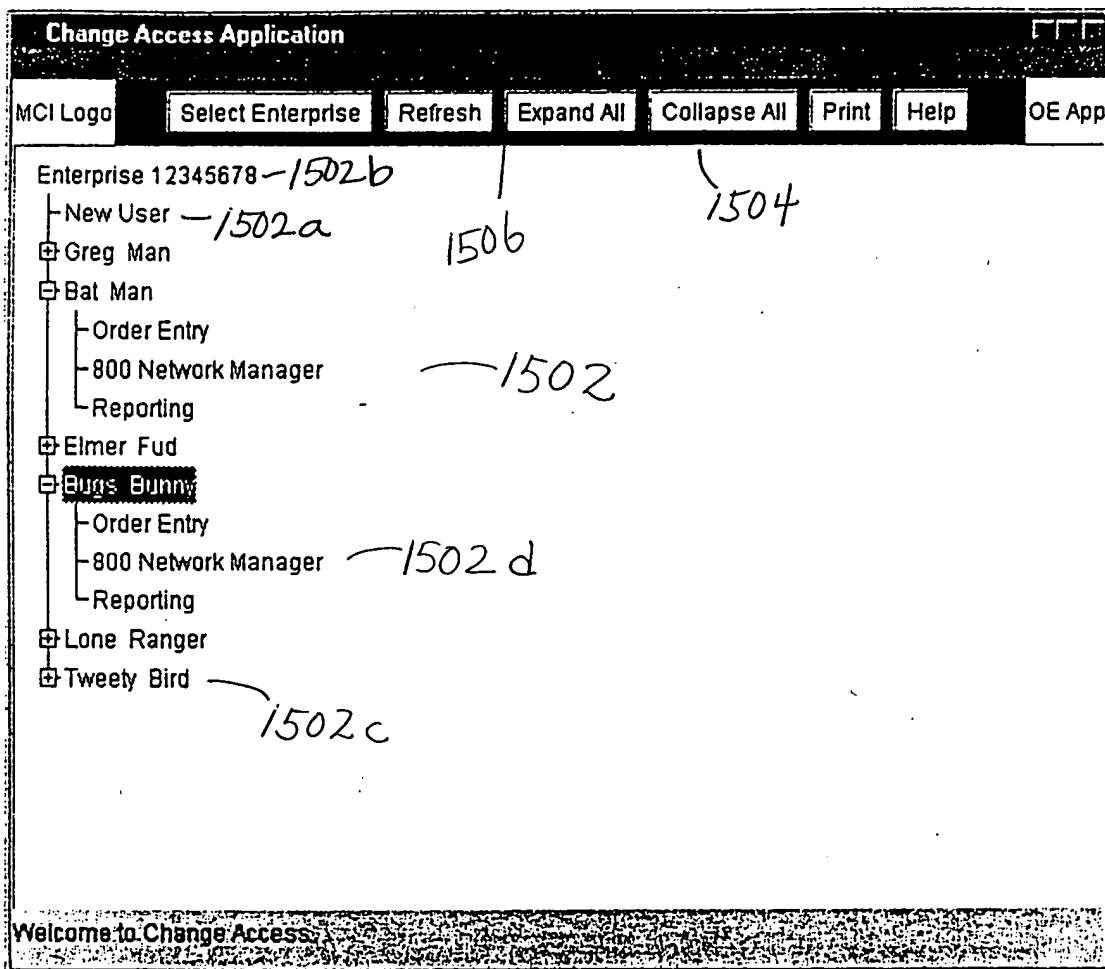 Change Access Application
MCI Logo Select Enterprise Refresh Expand All Collapse All Print Help OE App
Enterprise 12345678 1502b
New User 1502a
1506 1504
Greg Man
Bat Man
Order Entry
800 Network Manager 1502
Reporting
Elmer Fud
Bugs Bunny
Order Entry
800 Network Manager 1502d
Reporting
Lone Ranger
Tweety Bird
1502c
Welcome to Change Access.